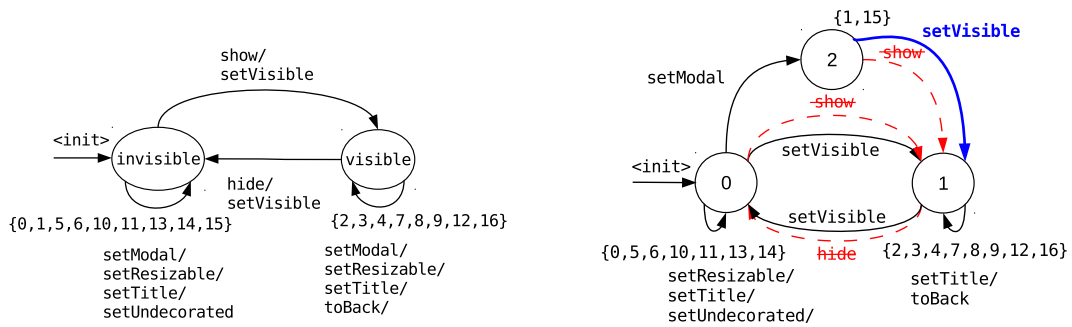 show/
setVisible
<init>
invisible
visible
hide/
setVisible
{0,1,5,6,10,11,13,14,15}
{2,3,4,7,8,9,12,16}
setModal/
setResizable/
setTitle/
setUndecorated
setModal/
setResizable/
setTitle/
toBack/
{1,15}
setVisible
2
show
setModal
show
<init>
setVisible
0
1
setVisible
hide
{0,5,6,10,11,13,14}
{2,3,4,7,8,9,12,16}
setResizable/
setTitle/
setUndecorated/
setTitle/
toBack